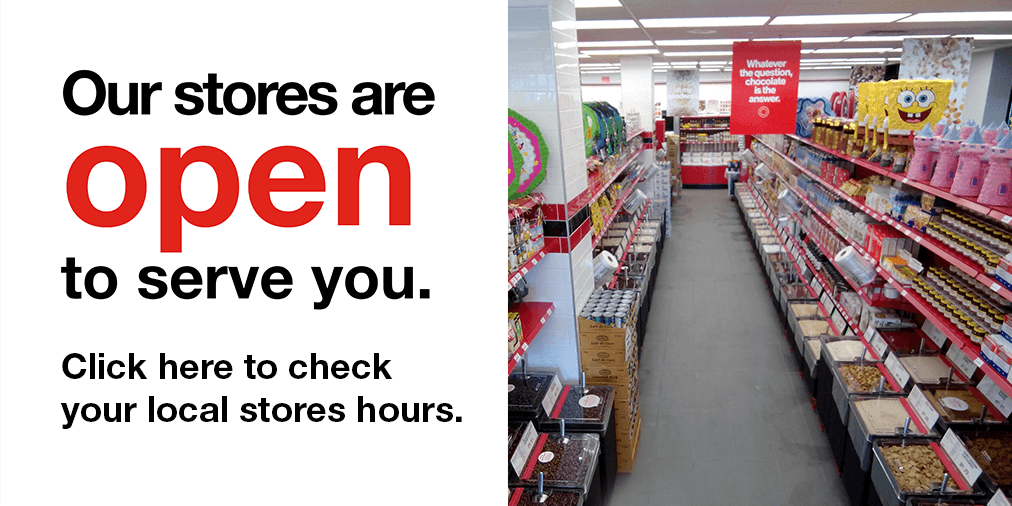 Our stores are
open
to serve you.
Click here to check
your local stores hours.
Whatever
the question,
chocolate
is the
answer.